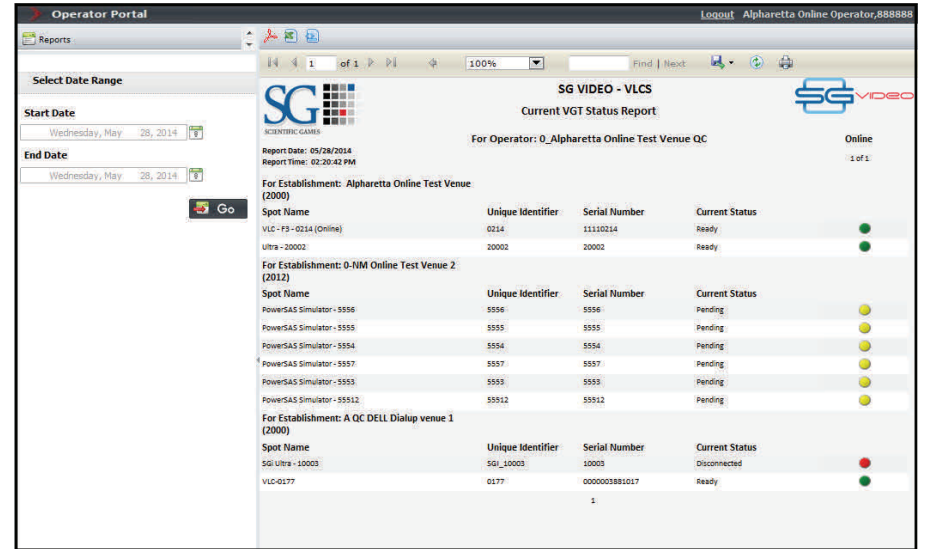 Operator Portal
Logout Alpharetta Online Operator,888888
Reports
Select Date Range
Start Date
Wednesday, May 28, 2014
End Date
Wednesday, May 28, 2014
Go
1 of 1 100% Find | Next
SG
SCIENTIFIC GAMES
SG VIDEO - VLCS
Current VGT Status Report
SG VIDEO
For Operator: 0_Alpharetta Online Test Venue QC
Online
Report Date: 05/28/2014
Report Time: 02:20:42 PM
1 of 1
For Establishment: Alpharetta Online Test Venue
(2000)
Spot Name Unique Identifier Serial Number Current Status
VLC - F3 - 0214 (Online) 0214 11110214 Ready
Ultra - 20002 20002 20002 Ready
For Establishment: 0-NM Online Test Venue 2
(2012)
Spot Name Unique Identifier Serial Number Current Status
PowerSAS Simulator - 5556 5556 5556 Pending
PowerSAS Simulator - 5555 5555 5555 Pending
PowerSAS Simulator - 5554 5554 5554 Pending
PowerSAS Simulator - 5557 5557 5557 Pending
PowerSAS Simulator - 5553 5553 5553 Pending
PowerSAS Simulator - 55512 55512 55512 Pending
For Establishment: A QC DELL Dialup venue 1
(2000)
Spot Name Unique Identifier Serial Number Current Status
SGI Ultra - 10003 SGI_10003 10003 Disconnected
VLC-0177 0177 0000003881017 Ready
1